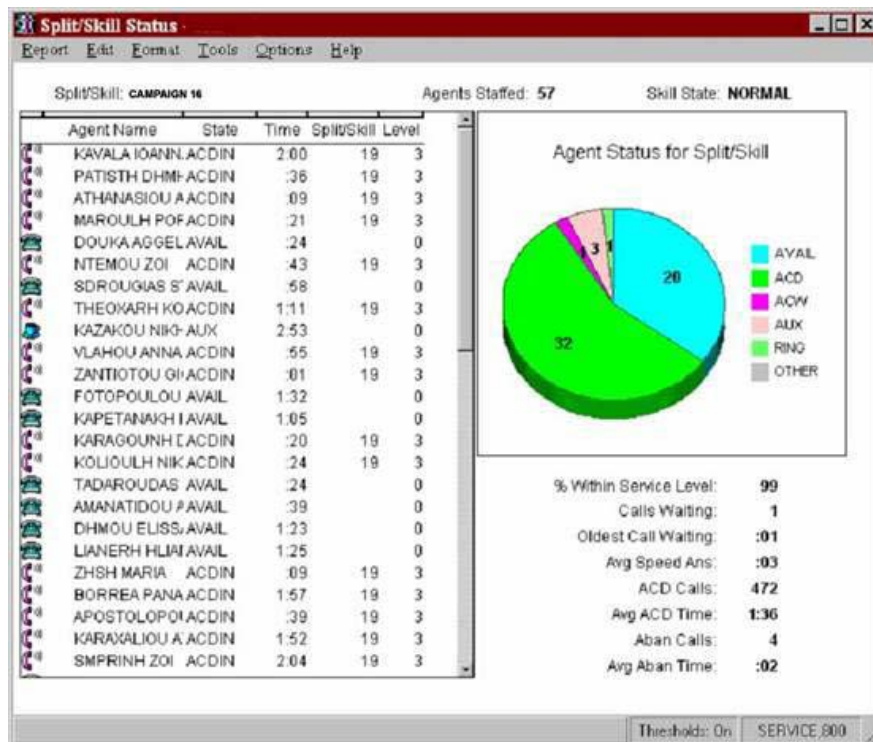 Split/Skill Status -
Report Edit Format Tools Options Help
Split/Skill: CAMPAIGN 16 Agents Staffed: 57 Skill State: NORMAL
Agent Name State Time Split/Skill Level
KAVALA IOANN. ACDIN 2:00 19 3
PATISTH DHMH ACDIN :36 19 3
ATHANASIOU A ACDIN :09 19 3
MAROULH POF ACDIN :21 19 3
DOUKA AGGEL AVAIL :24 0
NTEMOU ZOI ACDIN :43 19 3
SDROUGIAS S AVAIL :58 0
THEOXARH KO ACDIN 1:11 19 3
KAZAKOU NIKH AUX 2:53 0
VLAHOU ANNA ACDIN :55 19 3
ZANTIOTOU GI ACDIN :01 19 3
FOTOPOULOU AVAIL 1:32 0
KAPETANAKH I AVAIL 1:05 0
KARAGOUNH ACDIN :20 19 3
KOLIOULH NIK ACDIN :24 19 3
TADAROUDAS AVAIL :24 0
AMANATIDOU AVAIL :39 0
DHMOU ELISS AVAIL 1:23 0
LIANERH HLIA AVAIL 1:25 0
ZHSH MARIA ACDIN :09 19 3
BORREA PANA ACDIN 1:57 19 3
APOSTOLOPOU ACDIN :39 19 3
KARAXALIOU A ACDIN 1:52 19 3
SMPRINH ZOI ACDIN 2:04 19 3
Agent Status for Split/Skill
1 3 1
20
32
AVAIL
ACD
ACW
AUX
RING
OTHER
% Within Service Level: 99
Calls Waiting: 1
Oldest Call Waiting: :01
Avg Speed Ans: :03
ACD Calls: 472
Avg ACD Time: 1:36
Aban Calls: 4
Avg Aban Time: :02
Thresholds: On SERVICE,800